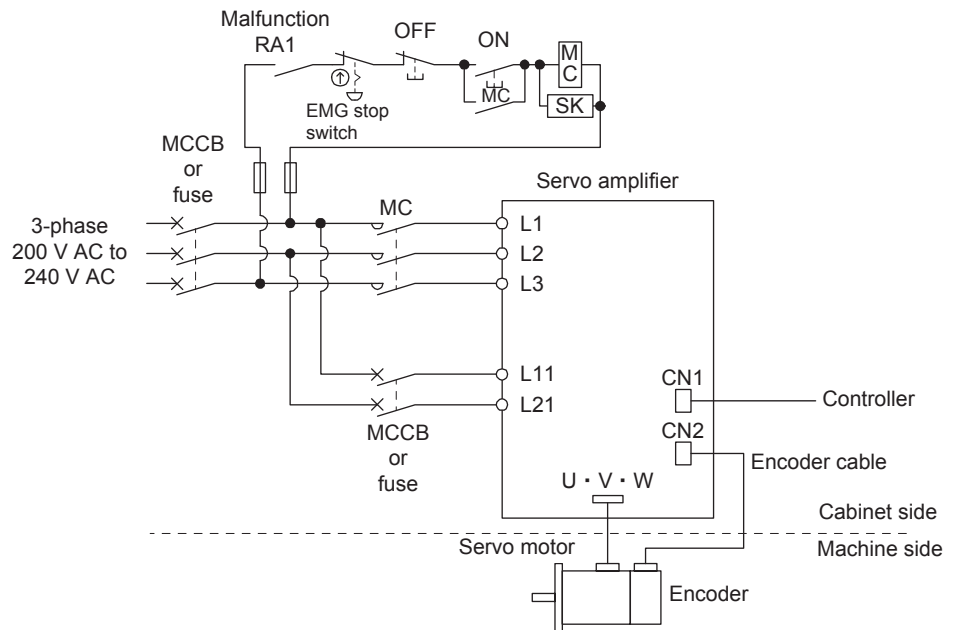 Malfunction
RA1
OFF
ON
M
C
MC
SK
EMG stop
switch
MCCB
or
fuse
Servo amplifier
3-phase
200 V AC to
240 V AC
MC
L1
L2
L3
L11
L21
MCCB
or
fuse
CN1
Controller
CN2
Encoder cable
U・V・W
Cabinet side
Servo motor
Machine side
Encoder